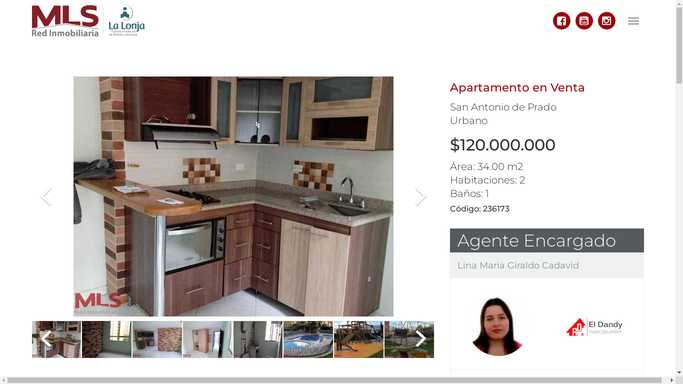 MLS
Red Inmobiliaria
La Lonja
Apartamento en Venta
San Antonio de Prado
Urbano
$120.000.000
Área: 34.00 m2
Habitaciones: 2
Baños: 1
Código: 236173
Agente Encargado
Lina Maria Giraldo Cadavid
El Dandy
MLS